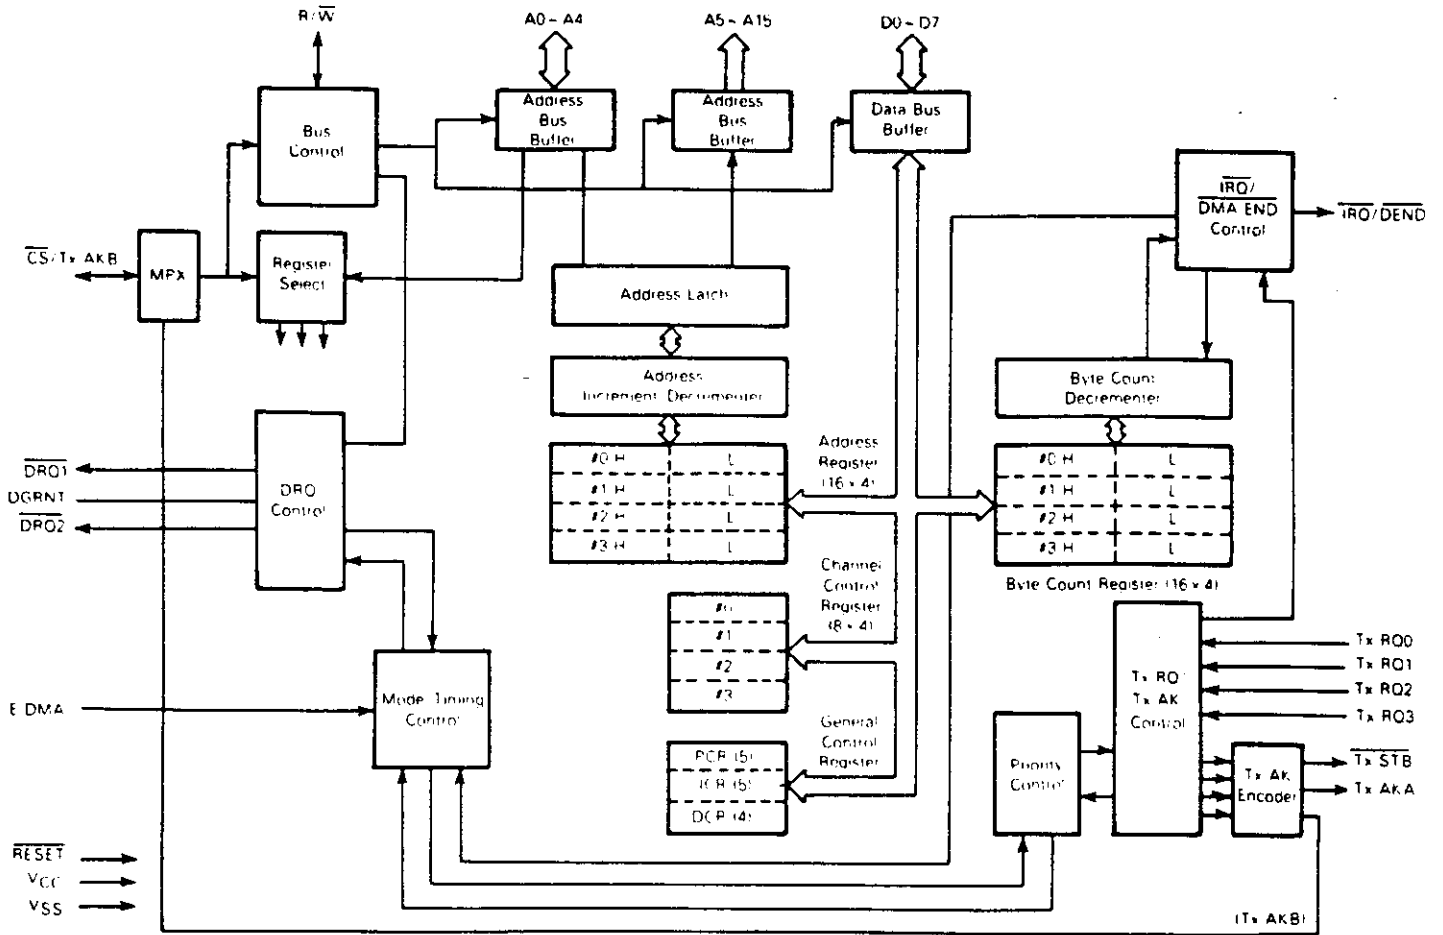 R/W
A0 - A4
A5 - A15
D0 - D7
Bus
Control
Address
Bus
Buffer
Address
Bus
Buffer
Data Bus
Buffer
IRQ/
DMA END
Control
IRQ/DEND
CS/Tx AKB
MPX
Register
Select
Address Latch
Address
Increment Decrementer
Byte Count
Decrementer
DRQ1
DGRNT
DRQ2
DRQ
Control
#0 H L
#1 H L
#2 H L
#3 H L
Address
Register
(16 x 4)
#0 H L
#1 H L
#2 H L
#3 H L
Byte Count Register (16 x 4)
Channel
Control
Register
(8 x 4)
#0
#1
#2
#3
E DMA
Mode Timing
Control
General
Control
Register
PCR (5)
ICR (5)
DCR (4)
Priority
Control
Tx RQ
Tx AK
Control
Tx RQ0
Tx RQ1
Tx RQ2
Tx RQ3
Tx AK
Encoder
Tx STB
Tx AKA
RESET
VCC
VSS
(Tx AKB)